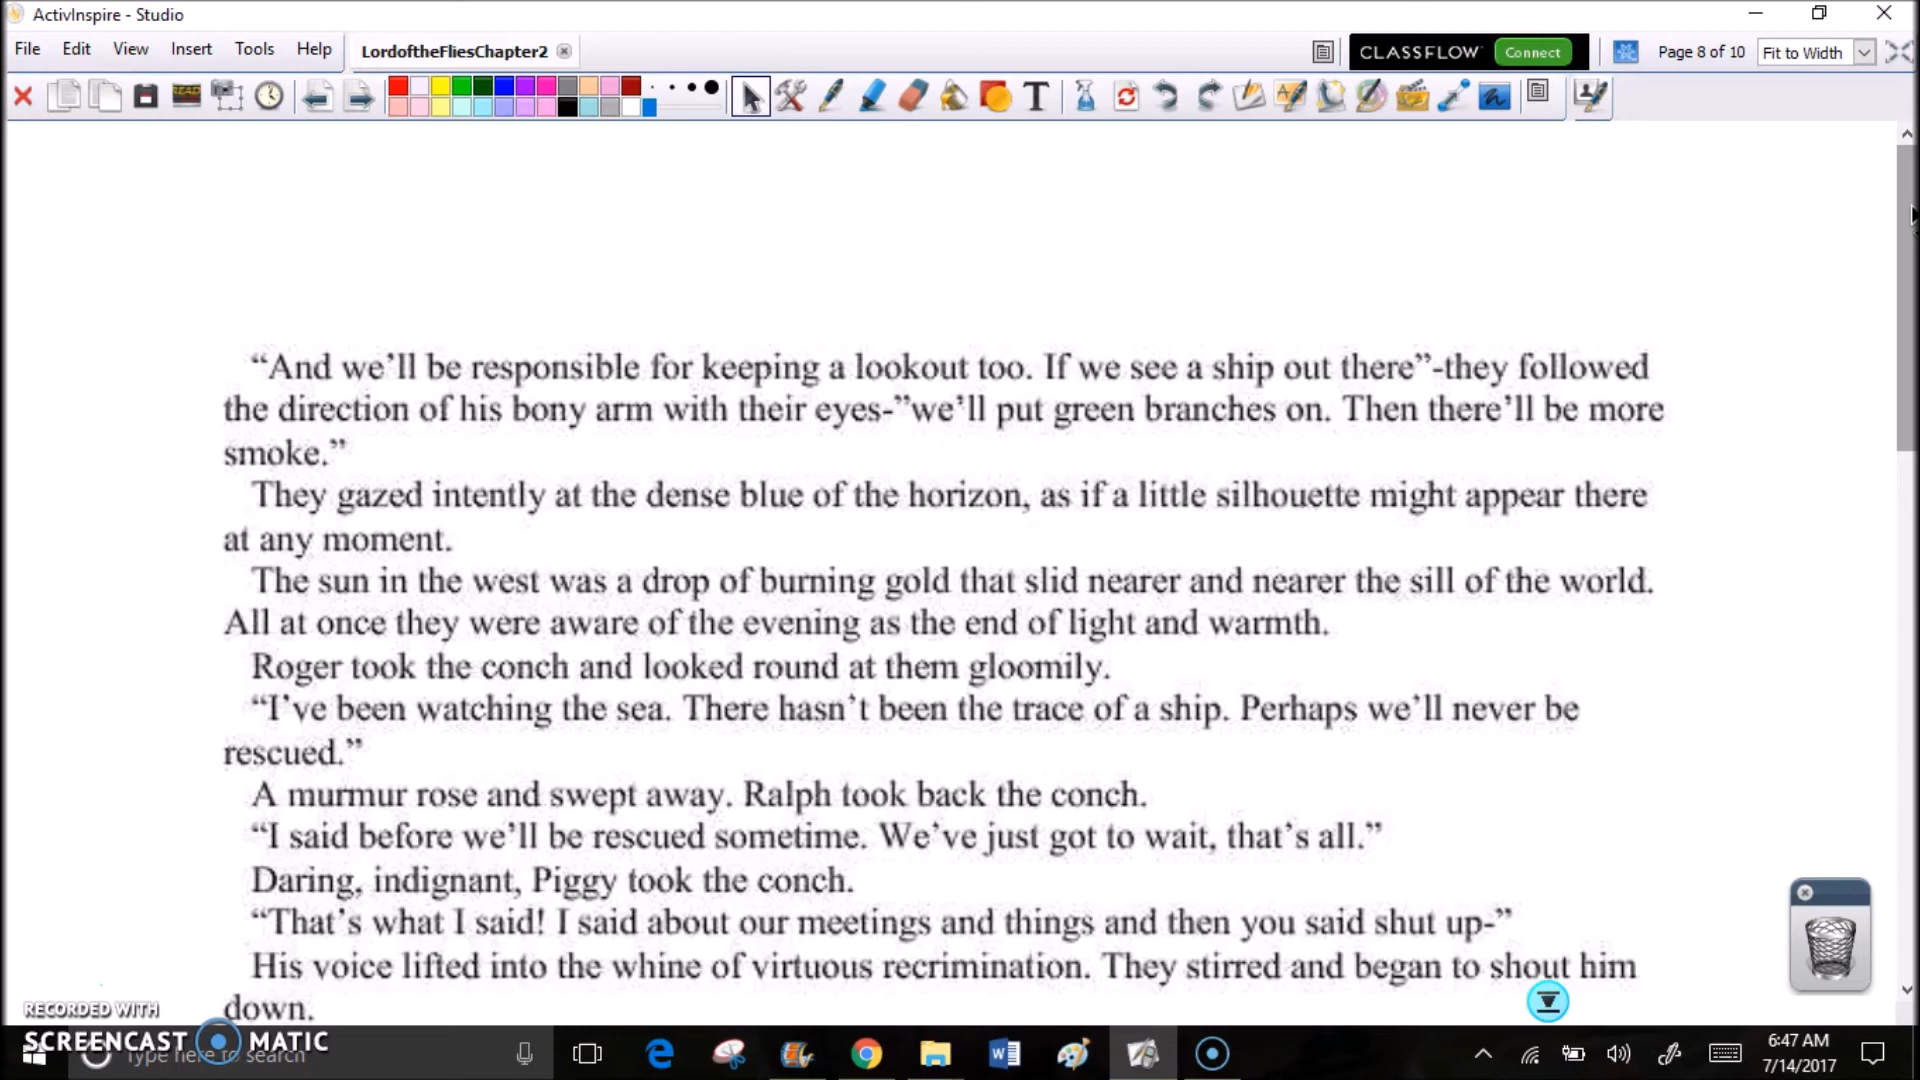 ActivInspire - Studio
File Edit View Insert Tools Help
LordoftheFliesChapter2
CLASSFLOW Connect
Page 8 of 10
Fit to Width
READ
T
“And we’ll be responsible for keeping a lookout too. If we see a ship out there”-they followed
the direction of his bony arm with their eyes-”we’ll put green branches on. Then there’ll be more
smoke.”
They gazed intently at the dense blue of the horizon, as if a little silhouette might appear there
at any moment.
The sun in the west was a drop of burning gold that slid nearer and nearer the sill of the world.
All at once they were aware of the evening as the end of light and warmth.
Roger took the conch and looked round at them gloomily.
“I’ve been watching the sea. There hasn’t been the trace of a ship. Perhaps we’ll never be
rescued.”
A murmur rose and swept away. Ralph took back the conch.
“I said before we’ll be rescued sometime. We’ve just got to wait, that’s all.”
Daring, indignant, Piggy took the conch.
“That’s what I said! I said about our meetings and things and then you said shut up-”
His voice lifted into the whine of virtuous recrimination. They stirred and began to shout him
down.
RECORDED WITH
SCREENCAST MATIC
Type here to search
6:47 AM
7/14/2017